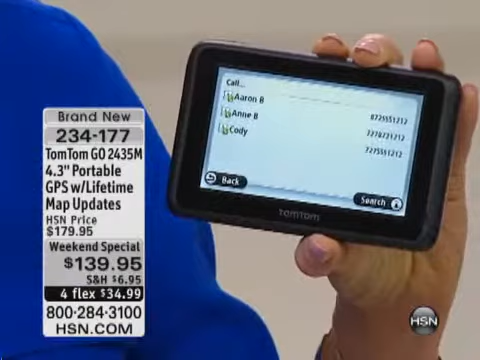 Brand New
234-177
TomTom GO 2435M
4.3" Portable
GPS w/Lifetime
Map Updates
HSN Price
$179.95
Weekend Special
$139.95
S&H $6.95
4 flex $34.99
800-284-3100
HSN.COM
Call...
Aaron B
8725551212
Anne B
7278721212
Cody
7275551212
Back
Search
TOMTOM
HSN